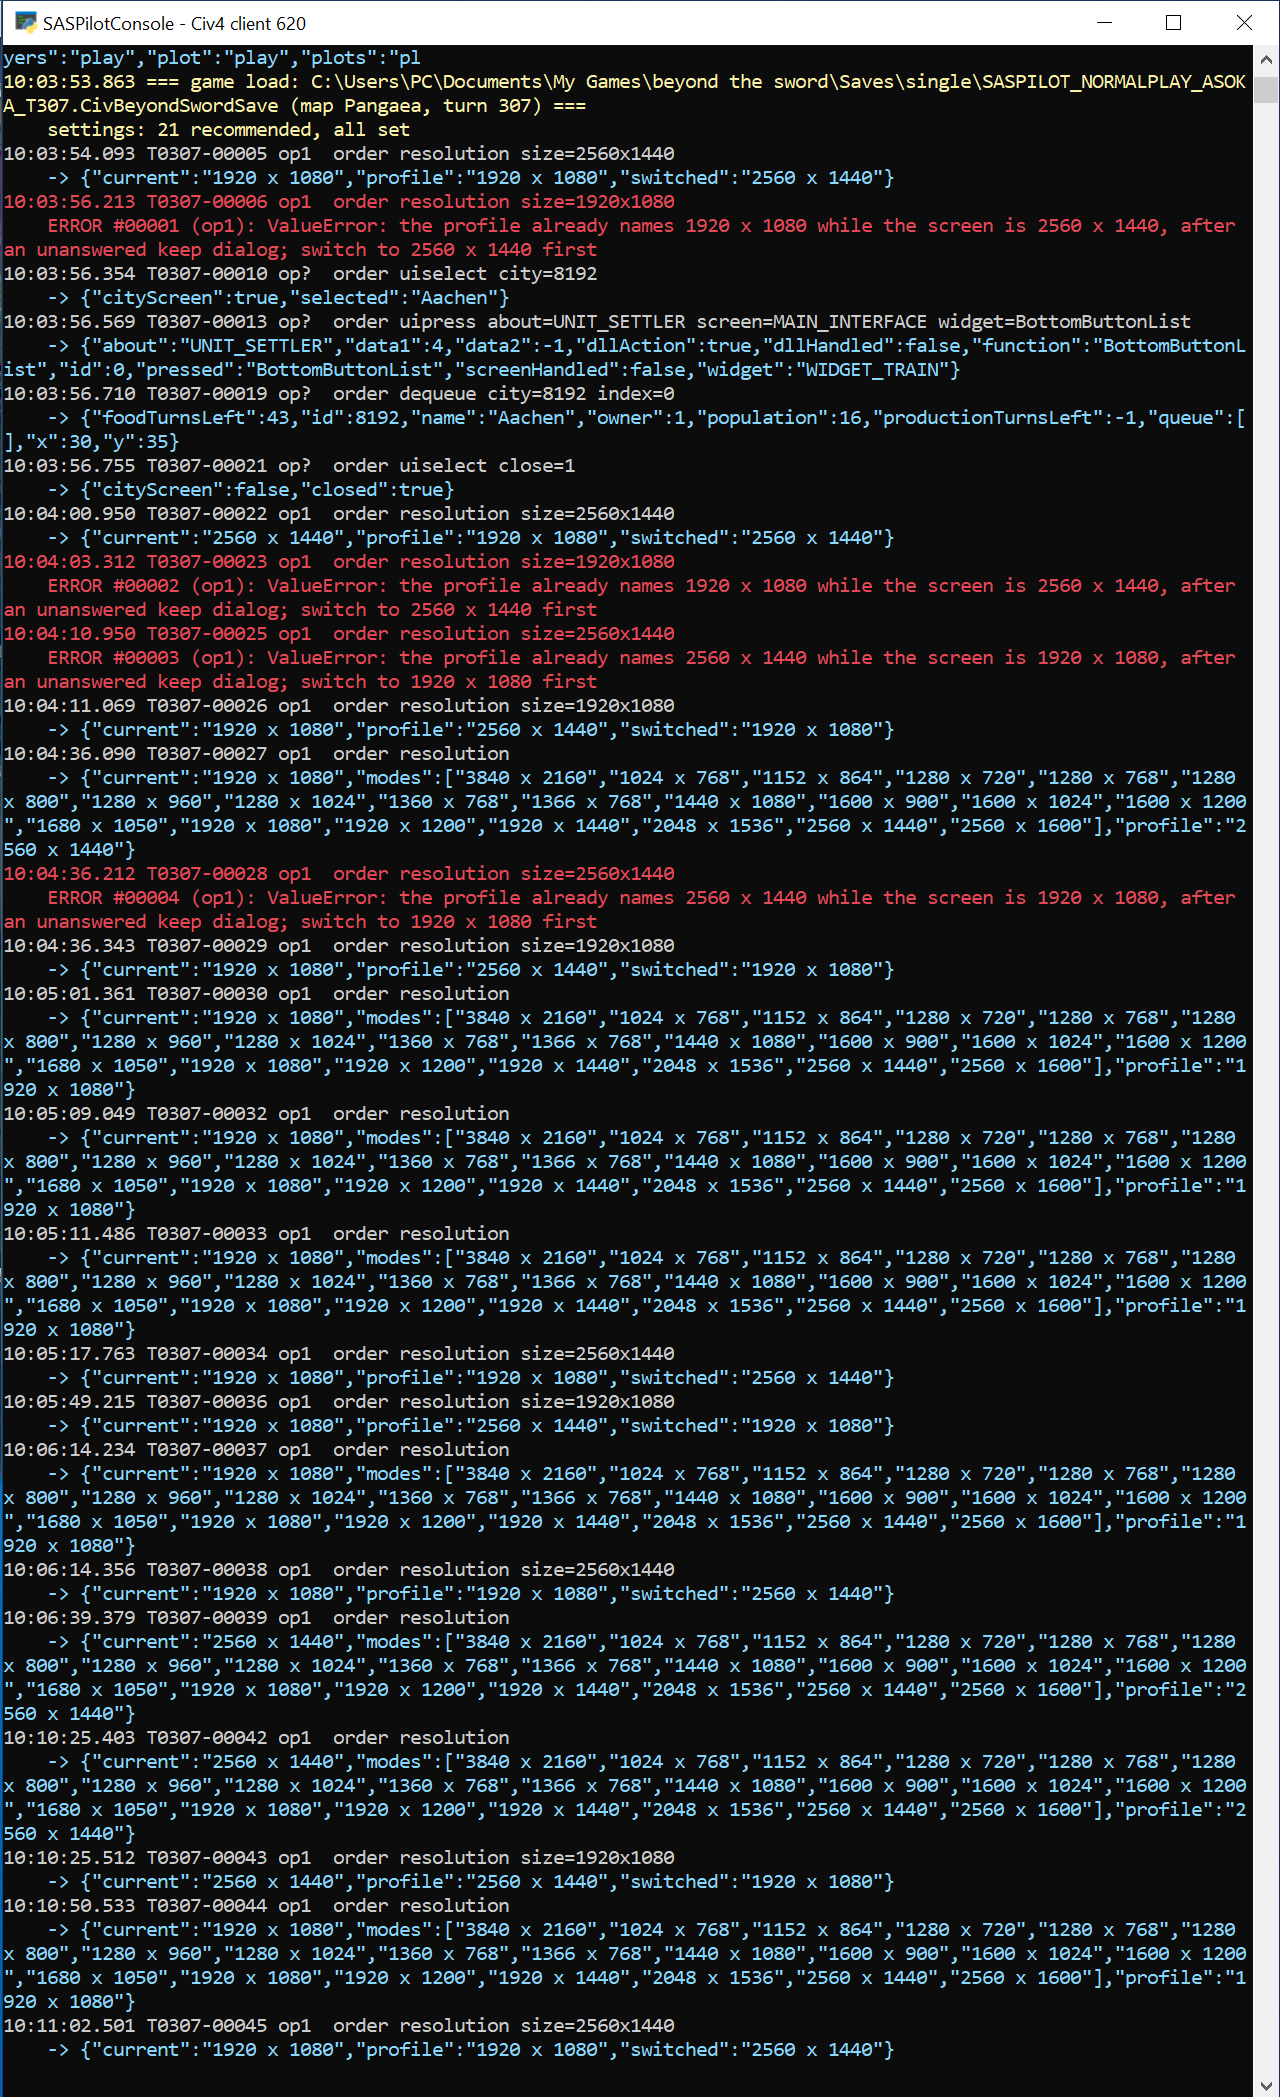 SASPilotConsole - Civ4 client 620
yers":"play","plot":"play","plots":"pl
10:03:53.863 === game load: C:\Users\PC\Documents\My Games\beyond the sword\Saves\single\SASPILOT_NORMALPLAY_ASOK
A_T307.CivBeyondSwordSave (map Pangaea, turn 307) ===
    settings: 21 recommended, all set
10:03:54.093 T0307-00005 op1  order resolution size=2560x1440
    -> {"current":"1920 x 1080","profile":"1920 x 1080","switched":"2560 x 1440"}
10:03:56.213 T0307-00006 op1  order resolution size=1920x1080
    ERROR #00001 (op1): ValueError: the profile already names 1920 x 1080 while the screen is 2560 x 1440, after
an unanswered keep dialog; switch to 2560 x 1440 first
10:03:56.354 T0307-00010 op?  order uiselect city=8192
    -> {"cityScreen":true,"selected":"Aachen"}
10:03:56.569 T0307-00013 op?  order uipress about=UNIT_SETTLER screen=MAIN_INTERFACE widget=BottomButtonList
    -> {"about":"UNIT_SETTLER","data1":4,"data2":-1,"dllAction":true,"dllHandled":false,"function":"BottomButtonL
ist","id":0,"pressed":"BottomButtonList","screenHandled":false,"widget":"WIDGET_TRAIN"}
10:03:56.710 T0307-00019 op?  order dequeue city=8192 index=0
    -> {"foodTurnsLeft":43,"id":8192,"name":"Aachen","owner":1,"population":16,"productionTurnsLeft":-1,"queue":[
],"x":30,"y":35}
10:03:56.755 T0307-00021 op?  order uiselect close=1
    -> {"cityScreen":false,"closed":true}
10:04:00.950 T0307-00022 op1  order resolution size=2560x1440
    -> {"current":"2560 x 1440","profile":"1920 x 1080","switched":"2560 x 1440"}
10:04:03.312 T0307-00023 op1  order resolution size=1920x1080
    ERROR #00002 (op1): ValueError: the profile already names 1920 x 1080 while the screen is 2560 x 1440, after
an unanswered keep dialog; switch to 2560 x 1440 first
10:04:10.950 T0307-00025 op1  order resolution size=2560x1440
    ERROR #00003 (op1): ValueError: the profile already names 2560 x 1440 while the screen is 1920 x 1080, after
an unanswered keep dialog; switch to 1920 x 1080 first
10:04:11.069 T0307-00026 op1  order resolution size=1920x1080
    -> {"current":"1920 x 1080","profile":"2560 x 1440","switched":"1920 x 1080"}
10:04:36.090 T0307-00027 op1  order resolution
    -> {"current":"1920 x 1080","modes":["3840 x 2160","1024 x 768","1152 x 864","1280 x 720","1280 x 768","1280
x 800","1280 x 960","1280 x 1024","1360 x 768","1366 x 768","1440 x 1080","1600 x 900","1600 x 1024","1600 x 1200
","1680 x 1050","1920 x 1080","1920 x 1200","1920 x 1440","2048 x 1536","2560 x 1440","2560 x 1600"],"profile":"2
560 x 1440"}
10:04:36.212 T0307-00028 op1  order resolution size=2560x1440
    ERROR #00004 (op1): ValueError: the profile already names 2560 x 1440 while the screen is 1920 x 1080, after
an unanswered keep dialog; switch to 1920 x 1080 first
10:04:36.343 T0307-00029 op1  order resolution size=1920x1080
    -> {"current":"1920 x 1080","profile":"2560 x 1440","switched":"1920 x 1080"}
10:05:01.361 T0307-00030 op1  order resolution
    -> {"current":"1920 x 1080","modes":["3840 x 2160","1024 x 768","1152 x 864","1280 x 720","1280 x 768","1280
x 800","1280 x 960","1280 x 1024","1360 x 768","1366 x 768","1440 x 1080","1600 x 900","1600 x 1024","1600 x 1200
","1680 x 1050","1920 x 1080","1920 x 1200","1920 x 1440","2048 x 1536","2560 x 1440","2560 x 1600"],"profile":"1
920 x 1080"}
10:05:09.049 T0307-00032 op1  order resolution
    -> {"current":"1920 x 1080","modes":["3840 x 2160","1024 x 768","1152 x 864","1280 x 720","1280 x 768","1280
x 800","1280 x 960","1280 x 1024","1360 x 768","1366 x 768","1440 x 1080","1600 x 900","1600 x 1024","1600 x 1200
","1680 x 1050","1920 x 1080","1920 x 1200","1920 x 1440","2048 x 1536","2560 x 1440","2560 x 1600"],"profile":"1
920 x 1080"}
10:05:11.486 T0307-00033 op1  order resolution
    -> {"current":"1920 x 1080","modes":["3840 x 2160","1024 x 768","1152 x 864","1280 x 720","1280 x 768","1280
x 800","1280 x 960","1280 x 1024","1360 x 768","1366 x 768","1440 x 1080","1600 x 900","1600 x 1024","1600 x 1200
","1680 x 1050","1920 x 1080","1920 x 1200","1920 x 1440","2048 x 1536","2560 x 1440","2560 x 1600"],"profile":"1
920 x 1080"}
10:05:17.763 T0307-00034 op1  order resolution size=2560x1440
    -> {"current":"1920 x 1080","profile":"1920 x 1080","switched":"2560 x 1440"}
10:05:49.215 T0307-00036 op1  order resolution size=1920x1080
    -> {"current":"1920 x 1080","profile":"2560 x 1440","switched":"1920 x 1080"}
10:06:14.234 T0307-00037 op1  order resolution
    -> {"current":"1920 x 1080","modes":["3840 x 2160","1024 x 768","1152 x 864","1280 x 720","1280 x 768","1280
x 800","1280 x 960","1280 x 1024","1360 x 768","1366 x 768","1440 x 1080","1600 x 900","1600 x 1024","1600 x 1200
","1680 x 1050","1920 x 1080","1920 x 1200","1920 x 1440","2048 x 1536","2560 x 1440","2560 x 1600"],"profile":"1
920 x 1080"}
10:06:14.356 T0307-00038 op1  order resolution size=2560x1440
    -> {"current":"1920 x 1080","profile":"1920 x 1080","switched":"2560 x 1440"}
10:06:39.379 T0307-00039 op1  order resolution
    -> {"current":"2560 x 1440","modes":["3840 x 2160","1024 x 768","1152 x 864","1280 x 720","1280 x 768","1280
x 800","1280 x 960","1280 x 1024","1360 x 768","1366 x 768","1440 x 1080","1600 x 900","1600 x 1024","1600 x 1200
","1680 x 1050","1920 x 1080","1920 x 1200","1920 x 1440","2048 x 1536","2560 x 1440","2560 x 1600"],"profile":"2
560 x 1440"}
10:10:25.403 T0307-00042 op1  order resolution
    -> {"current":"2560 x 1440","modes":["3840 x 2160","1024 x 768","1152 x 864","1280 x 720","1280 x 768","1280
x 800","1280 x 960","1280 x 1024","1360 x 768","1366 x 768","1440 x 1080","1600 x 900","1600 x 1024","1600 x 1200
","1680 x 1050","1920 x 1080","1920 x 1200","1920 x 1440","2048 x 1536","2560 x 1440","2560 x 1600"],"profile":"2
560 x 1440"}
10:10:25.512 T0307-00043 op1  order resolution size=1920x1080
    -> {"current":"2560 x 1440","profile":"2560 x 1440","switched":"1920 x 1080"}
10:10:50.533 T0307-00044 op1  order resolution
    -> {"current":"1920 x 1080","modes":["3840 x 2160","1024 x 768","1152 x 864","1280 x 720","1280 x 768","1280
x 800","1280 x 960","1280 x 1024","1360 x 768","1366 x 768","1440 x 1080","1600 x 900","1600 x 1024","1600 x 1200
","1680 x 1050","1920 x 1080","1920 x 1200","1920 x 1440","2048 x 1536","2560 x 1440","2560 x 1600"],"profile":"1
920 x 1080"}
10:11:02.501 T0307-00045 op1  order resolution size=2560x1440
    -> {"current":"1920 x 1080","profile":"1920 x 1080","switched":"2560 x 1440"}